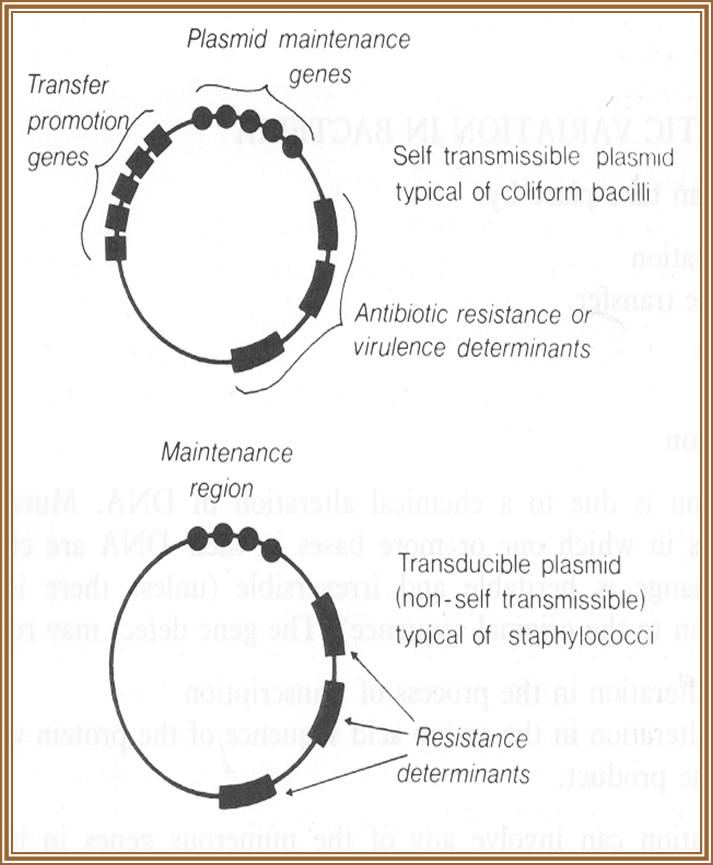 Plasmid maintenance
genes
Transfer
promotion
genes
Self transmissible plasmid
typical of coliform bacilli
Antibiotic resistance or
virulence determinants
Maintenance
region
Transducible plasmid
(non-self transmissible)
typical of staphylococci
Resistance
determinants